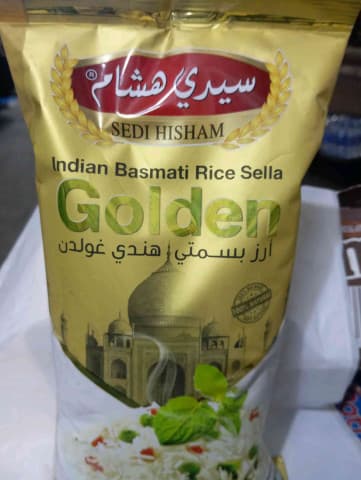 سيدي هشام ®
SEDI HISHAM
Indian Basmati Rice Sella
Golden
أرز بسمتي هندي غولدن